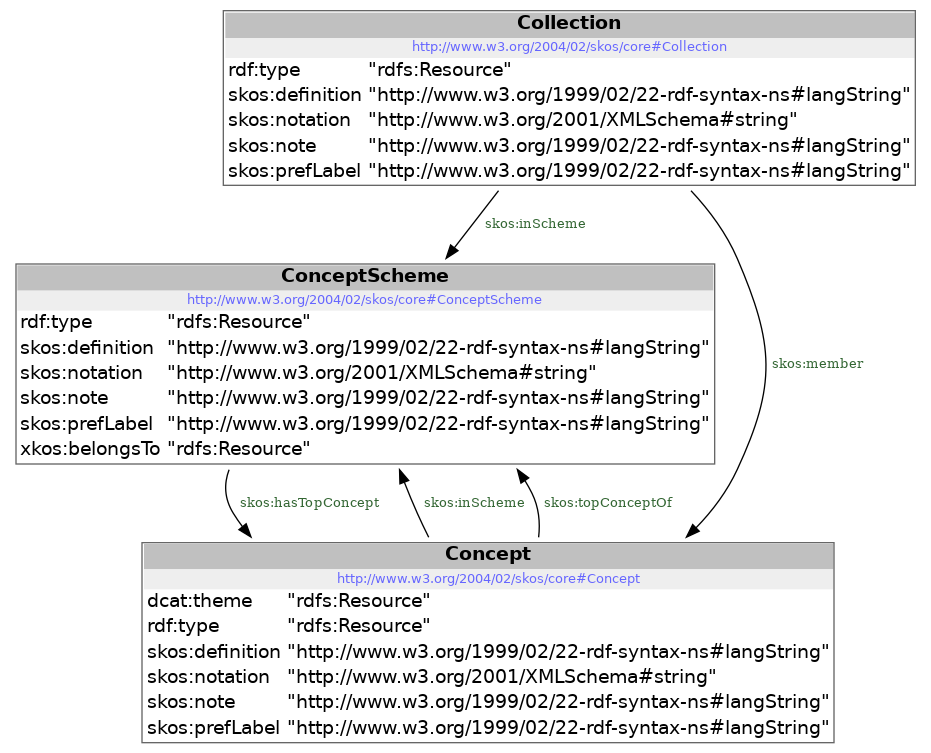 Collection
http://www.w3.org/2004/02/skos/core#Collection
rdf:type "rdfs:Resource"
skos:definition "http://www.w3.org/1999/02/22-rdf-syntax-ns#langString"
skos:notation "http://www.w3.org/2001/XMLSchema#string"
skos:note "http://www.w3.org/1999/02/22-rdf-syntax-ns#langString"
skos:prefLabel "http://www.w3.org/1999/02/22-rdf-syntax-ns#langString"
skos:inScheme
ConceptScheme
http://www.w3.org/2004/02/skos/core#ConceptScheme
rdf:type "rdfs:Resource"
skos:definition "http://www.w3.org/1999/02/22-rdf-syntax-ns#langString"
skos:notation "http://www.w3.org/2001/XMLSchema#string"
skos:note "http://www.w3.org/1999/02/22-rdf-syntax-ns#langString"
skos:prefLabel "http://www.w3.org/1999/02/22-rdf-syntax-ns#langString"
xkos:belongsTo "rdfs:Resource"
skos:member
skos:hasTopConcept
skos:inScheme
skos:topConceptOf
Concept
http://www.w3.org/2004/02/skos/core#Concept
dcat:theme "rdfs:Resource"
rdf:type "rdfs:Resource"
skos:definition "http://www.w3.org/1999/02/22-rdf-syntax-ns#langString"
skos:notation "http://www.w3.org/2001/XMLSchema#string"
skos:note "http://www.w3.org/1999/02/22-rdf-syntax-ns#langString"
skos:prefLabel "http://www.w3.org/1999/02/22-rdf-syntax-ns#langString"